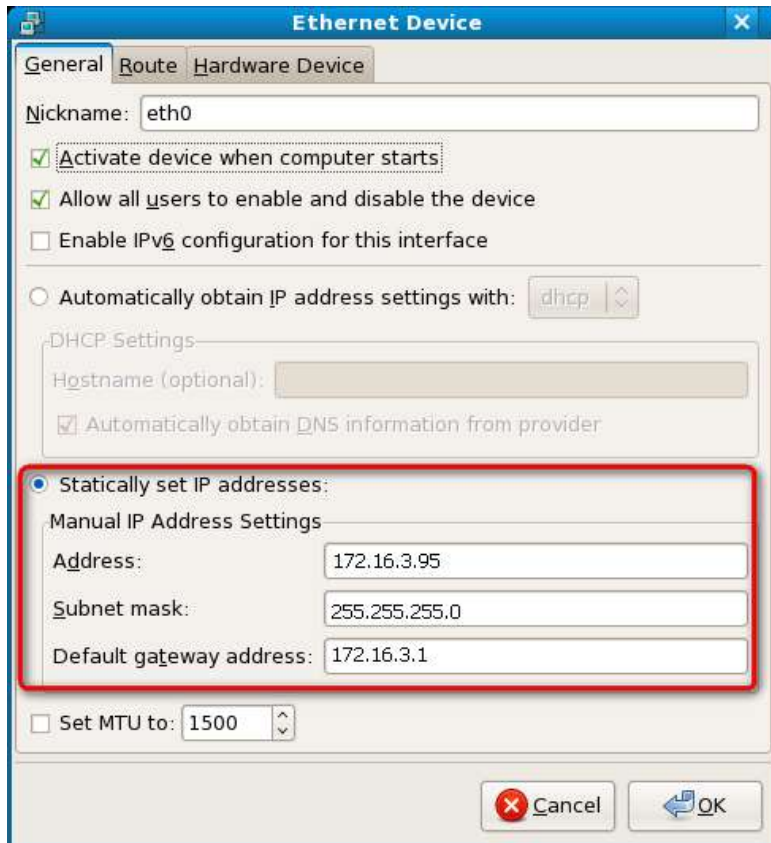 Ethernet Device
General Route Hardware Device
Nickname: eth0
Activate device when computer starts
Allow all users to enable and disable the device
Enable IPv6 configuration for this interface
Automatically obtain IP address settings with: dhcp
DHCP Settings
Hostname (optional):
Automatically obtain DNS information from provider
Statically set IP addresses:
Manual IP Address Settings
Address: 172.16.3.95
Subnet mask: 255.255.255.0
Default gateway address: 172.16.3.1
Set MTU to: 1500
Cancel OK